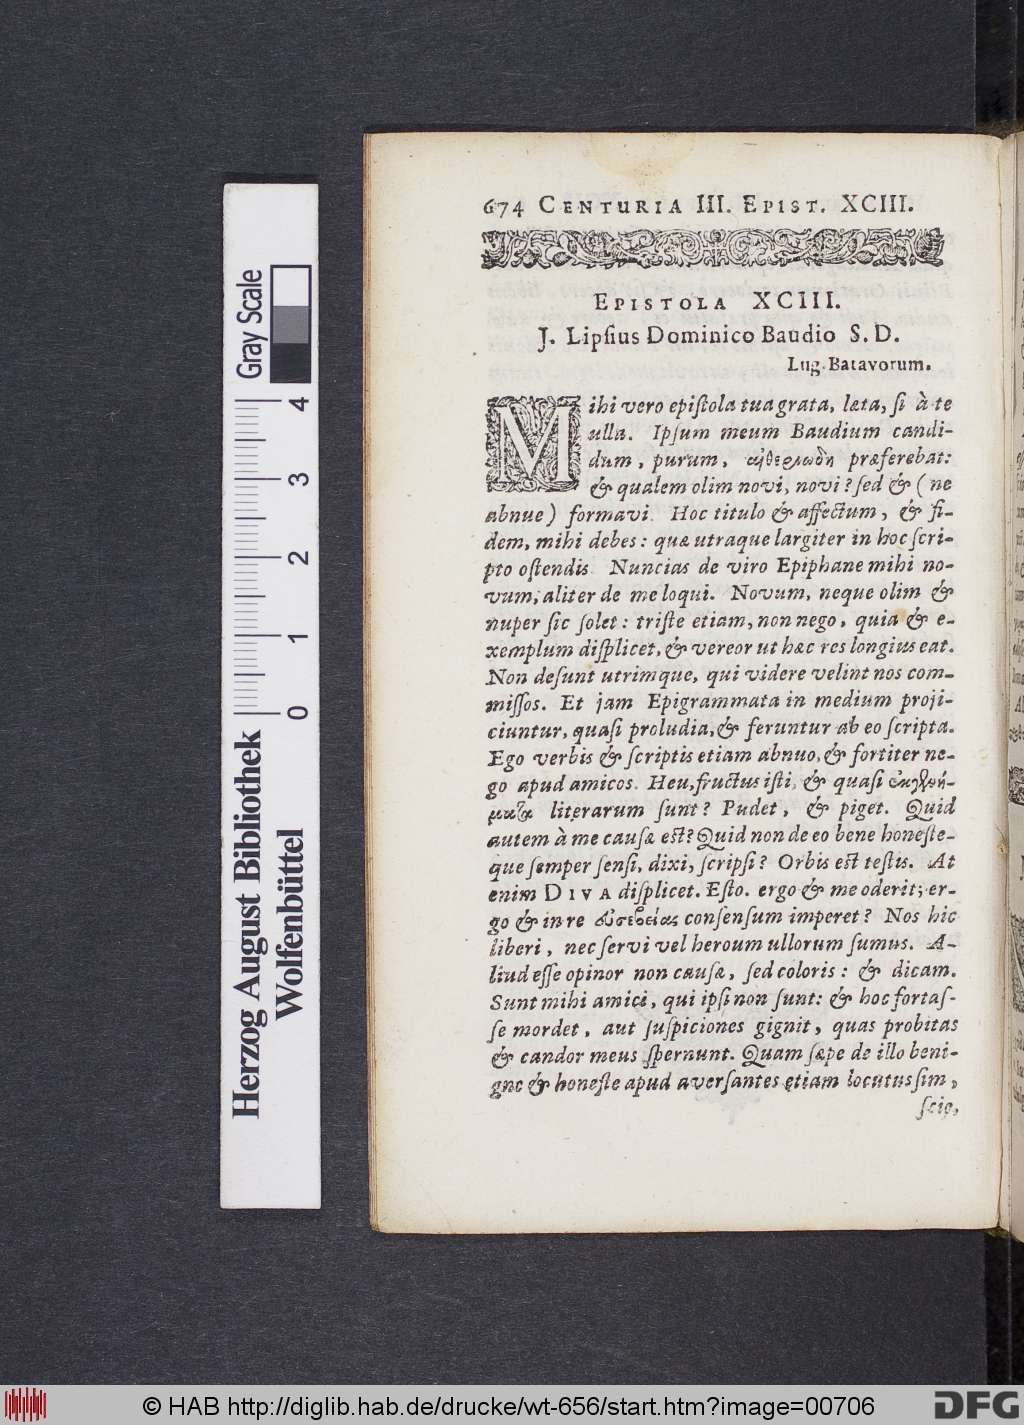 674 CENTURIA III. EPIST. XCIII.
EPISTOLA XCIII.
J. Lipſius Dominico Baudio S. D.
Lug. Batavorum.
Mihi vero epiſtola tua grata, læta, ſi à te
ulla. Ipſum meum Baudium candi-
dum, purum, præferebat:
& qualem olim novi, novi? ſed & (ne
abnue) formavi. Hoc titulo & affectum, & fi-
dem, mihi debes: quæ utraque largiter in hoc ſcri-
pto oſtendis. Nuncias de viro Epiphane mihi no-
vum, aliter de me loqui. Novum, neque olim &
nuper ſic ſolet: triſte etiam, non nego, quia & e-
xemplum diſplicet, & vereor ut hæc res longius eat.
Non deſunt utrimque, qui videre velint nos com-
miſſos. Et jam Epigrammata in medium proji-
ciuntur, quaſi proludia, & feruntur ab eo ſcripta.
Ego verbis & ſcriptis etiam abnuo, & fortiter ne-
go apud amicos. Heu, fructus iſti, & quaſi
literarum ſunt? Pudet, & piget. Quid
autem à me cauſæ eſt? Quid non de eo bene honeſte-
que ſemper ſenſi, dixi, ſcripſi? Orbis eſt teſtis. At
enim DIVA diſplicet. Eſto. ergo & me oderit; er-
go & in re εὐσεβείας conſenſum imperet? Nos hic
liberi, nec ſervi vel heroum ullorum ſumus. A-
liud eſſe opinor non cauſæ, ſed coloris: & dicam.
Sunt mihi amici, qui ipſi non ſunt: & hoc fortaſ-
ſe mordet, aut ſuſpiciones gignit, quas probitas
& candor meus ſpernunt. Quam ſæpe de illo beni-
gne & honeſte apud averſantes etiam locutus ſim,
ſcio,
Gray Scale
4
3
2
1
0
Herzog August Bibliothek
Wolfenbüttel
© HAB http://diglib.hab.de/drucke/wt-656/start.htm?image=00706
DFG